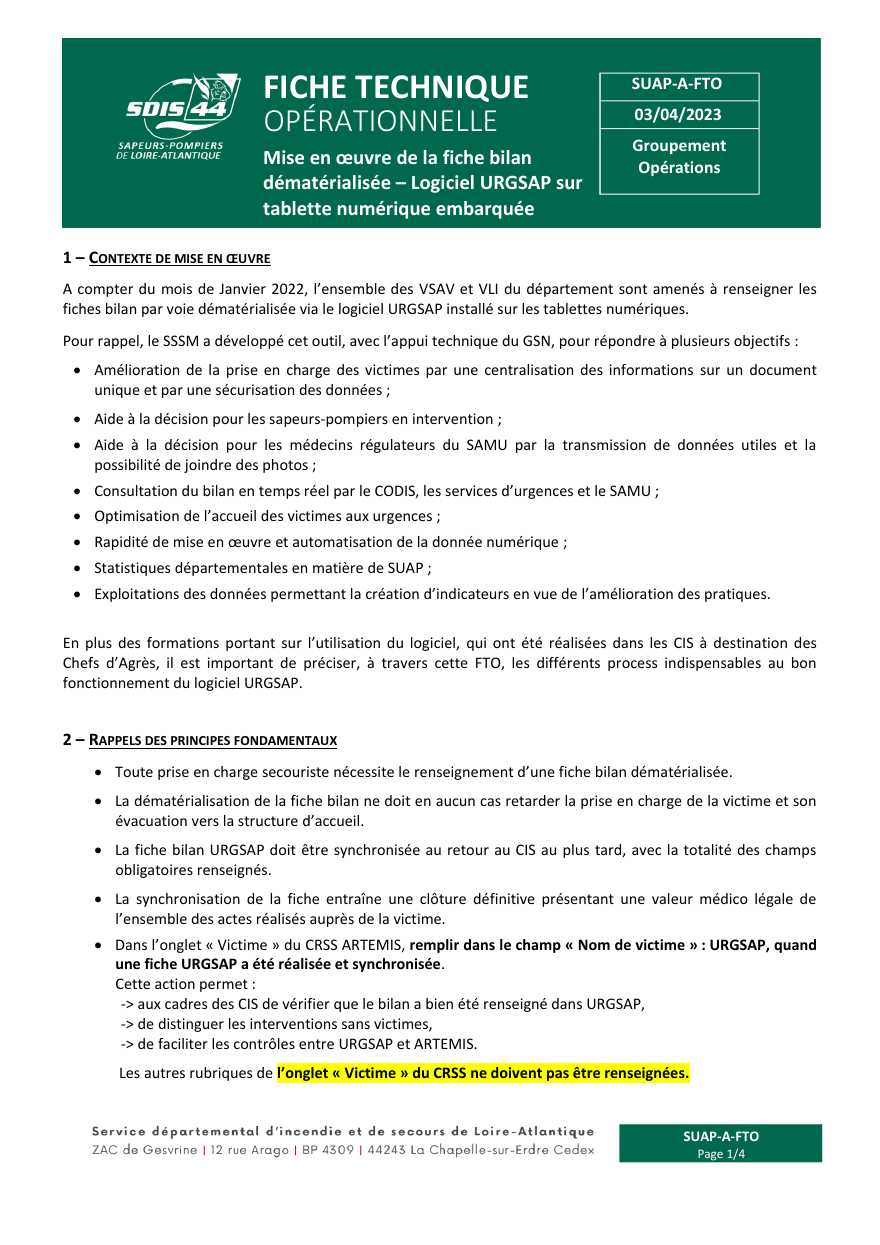 SDIS 44
SAPEURS-POMPIERS
DE LOIRE-ATLANTIQUE
FICHE TECHNIQUE
OPÉRATIONNELLE
Mise en œuvre de la fiche bilan
dématérialisée – Logiciel URGSAP sur
tablette numérique embarquée
SUAP-A-FTO
03/04/2023
Groupement
Opérations
1 – CONTEXTE DE MISE EN ŒUVRE
A compter du mois de Janvier 2022, l’ensemble des VSAV et VLI du département sont amenés à renseigner les
fiches bilan par voie dématérialisée via le logiciel URGSAP installé sur les tablettes numériques.
Pour rappel, le SSSM a développé cet outil, avec l’appui technique du GSN, pour répondre à plusieurs objectifs :
• Amélioration de la prise en charge des victimes par une centralisation des informations sur un document
unique et par une sécurisation des données ;
• Aide à la décision pour les sapeurs-pompiers en intervention ;
• Aide à la décision pour les médecins régulateurs du SAMU par la transmission de données utiles et la
possibilité de joindre des photos ;
• Consultation du bilan en temps réel par le CODIS, les services d’urgences et le SAMU ;
• Optimisation de l’accueil des victimes aux urgences ;
• Rapidité de mise en œuvre et automatisation de la donnée numérique ;
• Statistiques départementales en matière de SUAP ;
• Exploitations des données permettant la création d’indicateurs en vue de l’amélioration des pratiques.
En plus des formations portant sur l’utilisation du logiciel, qui ont été réalisées dans les CIS à destination des
Chefs d’Agrès, il est important de préciser, à travers cette FTO, les différents process indispensables au bon
fonctionnement du logiciel URGSAP.
2 – RAPPELS DES PRINCIPES FONDAMENTAUX
• Toute prise en charge secouriste nécessite le renseignement d’une fiche bilan dématérialisée.
• La dématérialisation de la fiche bilan ne doit en aucun cas retarder la prise en charge de la victime et son
évacuation vers la structure d’accueil.
• La fiche bilan URGSAP doit être synchronisée au retour au CIS au plus tard, avec la totalité des champs
obligatoires renseignés.
• La synchronisation de la fiche entraîne une clôture définitive présentant une valeur médico légale de
l’ensemble des actes réalisés auprès de la victime.
• Dans l’onglet « Victime » du CRSS ARTEMIS, remplir dans le champ « Nom de victime » : URGSAP, quand
une fiche URGSAP a été réalisée et synchronisée.
Cette action permet :
-> aux cadres des CIS de vérifier que le bilan a bien été renseigné dans URGSAP,
-> de distinguer les interventions sans victimes,
-> de faciliter les contrôles entre URGSAP et ARTEMIS.
Les autres rubriques de l’onglet « Victime » du CRSS ne doivent pas être renseignées.
Service départemental d’incendie et de secours de Loire-Atlantique
ZAC de Gesvrine | 12 rue Arago | BP 4309 | 44243 La Chapelle-sur-Erdre Cedex
SUAP-A-FTO
Page 1/4